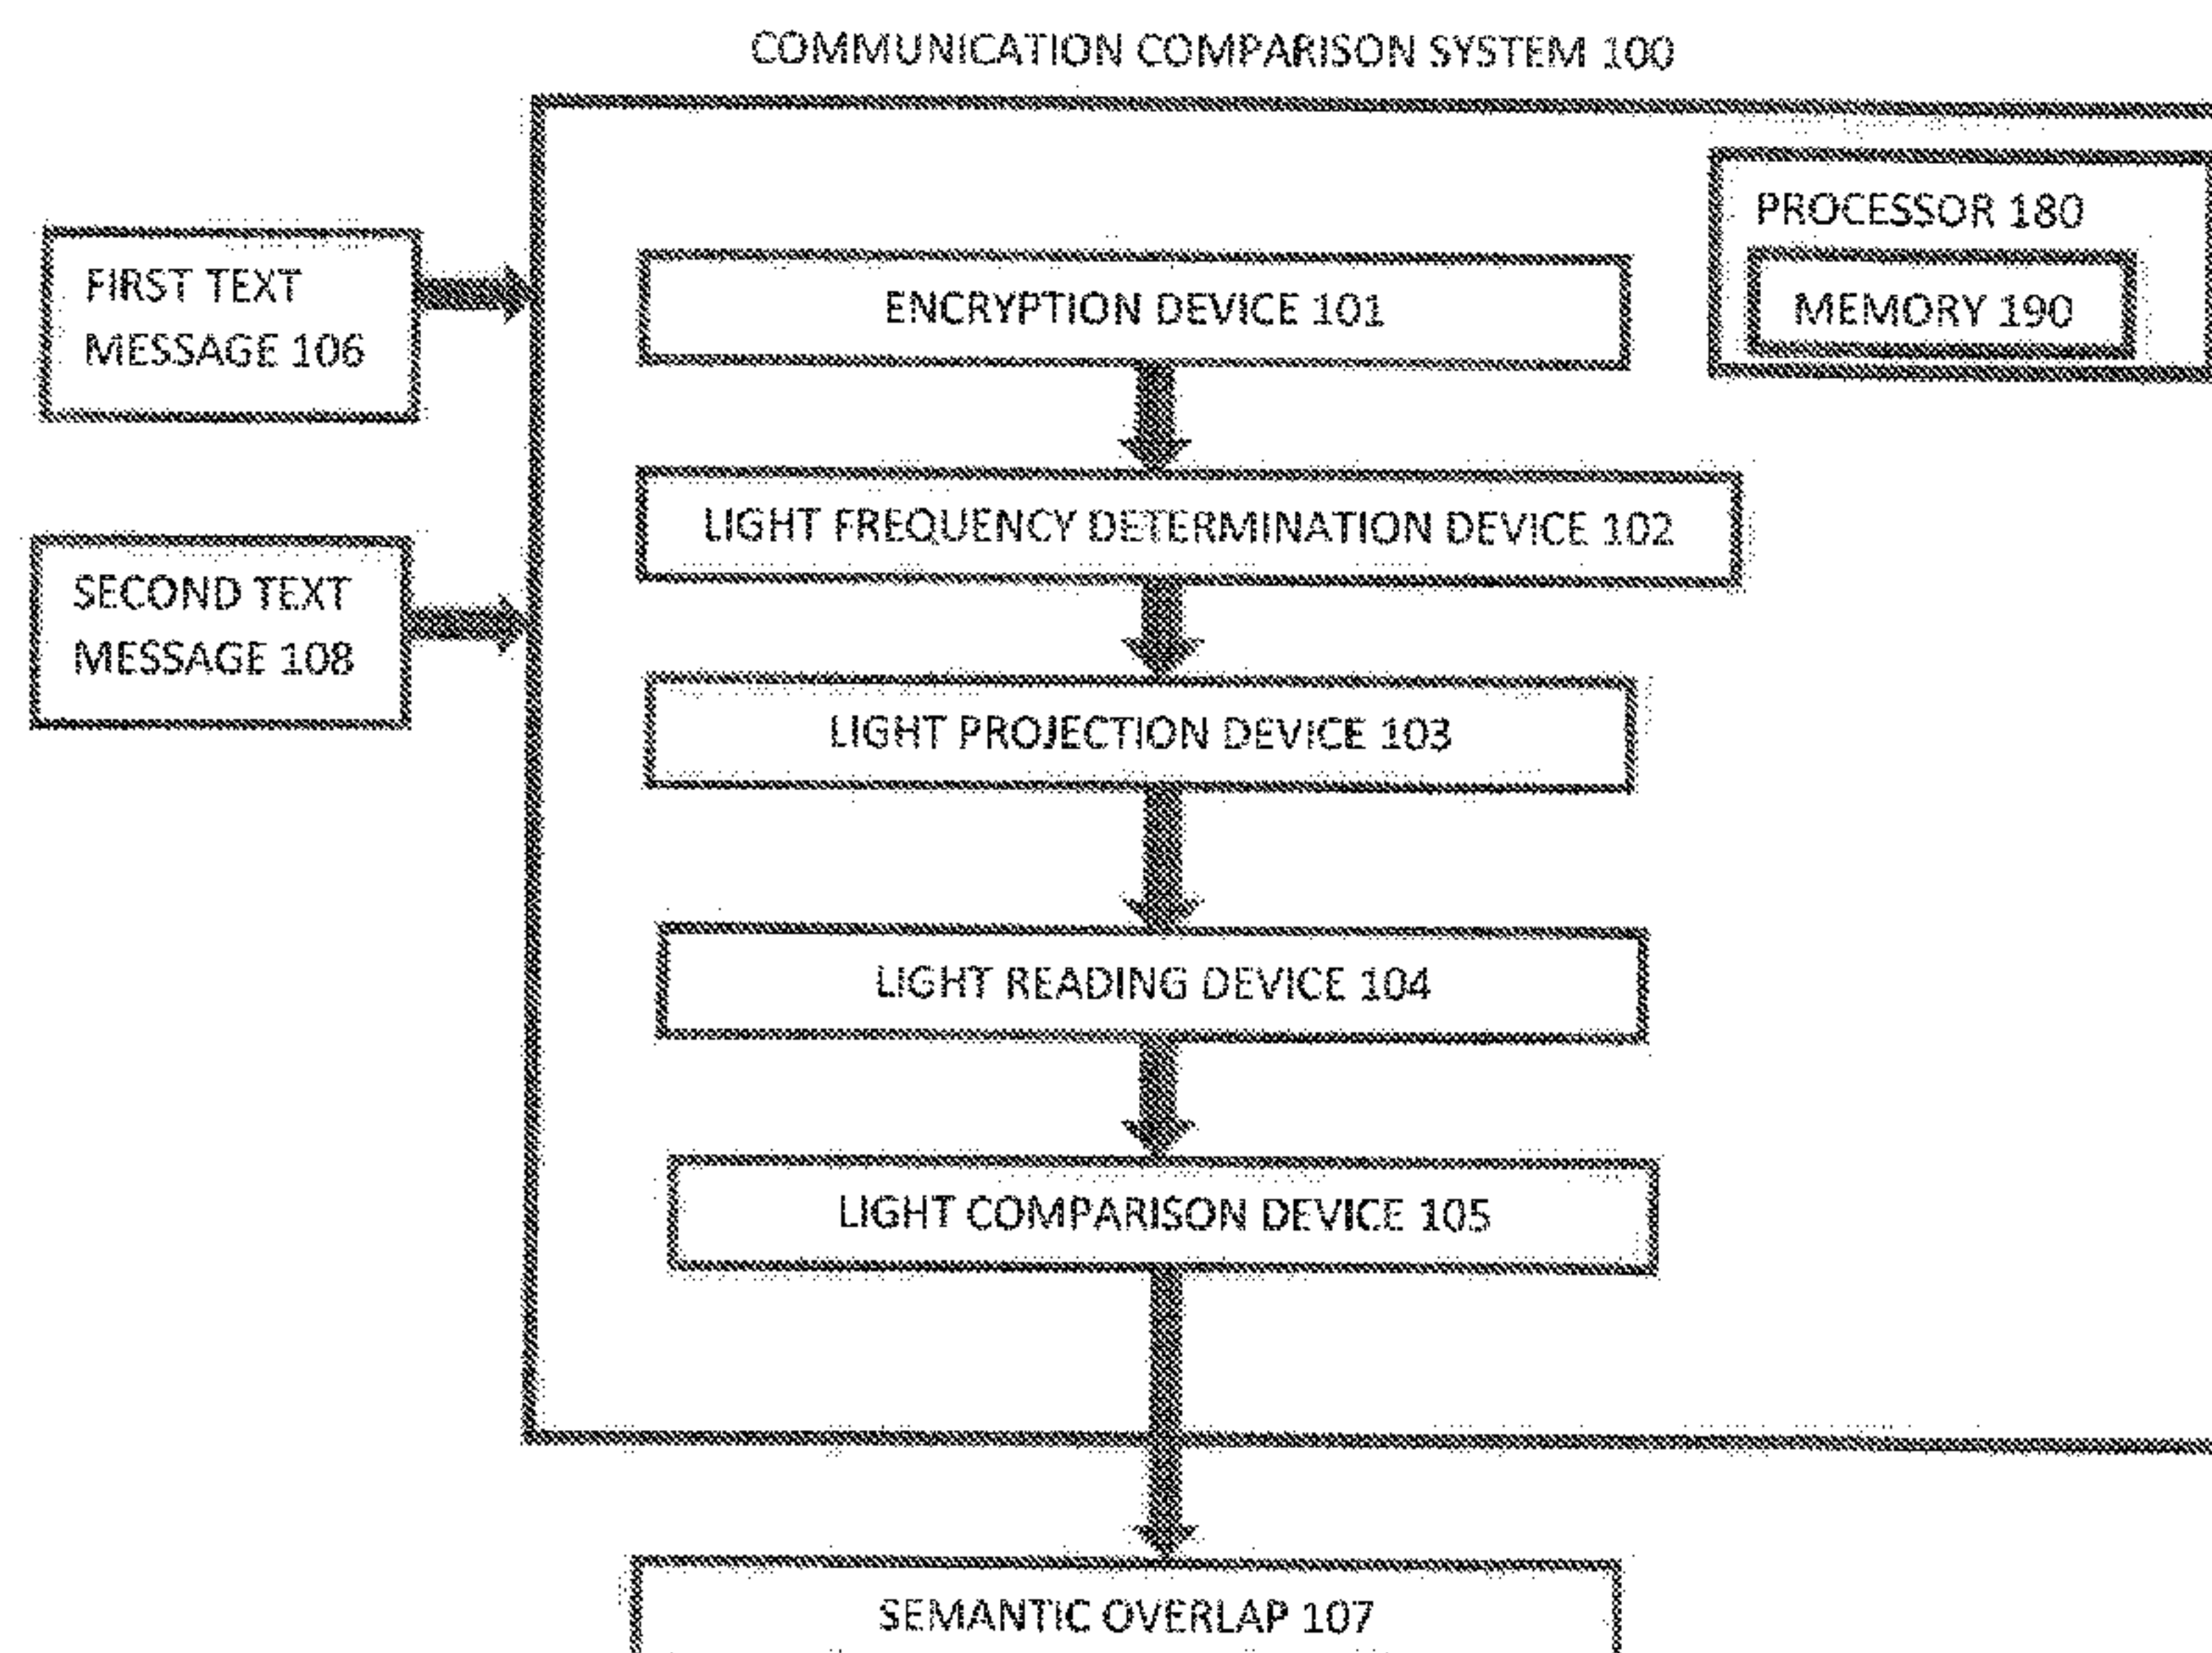 COMMUNICATION COMPARISON SYSTEM 100
PROCESSOR 180
MEMORY 190
FIRST TEXT
MESSAGE 106
ENCRYPTION DEVICE 101
LIGHT FREQUENCY DETERMINATION DEVICE 102
SECOND TEXT
MESSAGE 108
LIGHT PROJECTION DEVICE 103
LIGHT READING DEVICE 104
LIGHT COMPARISON DEVICE 105
SEMANTIC OVERLAP 107